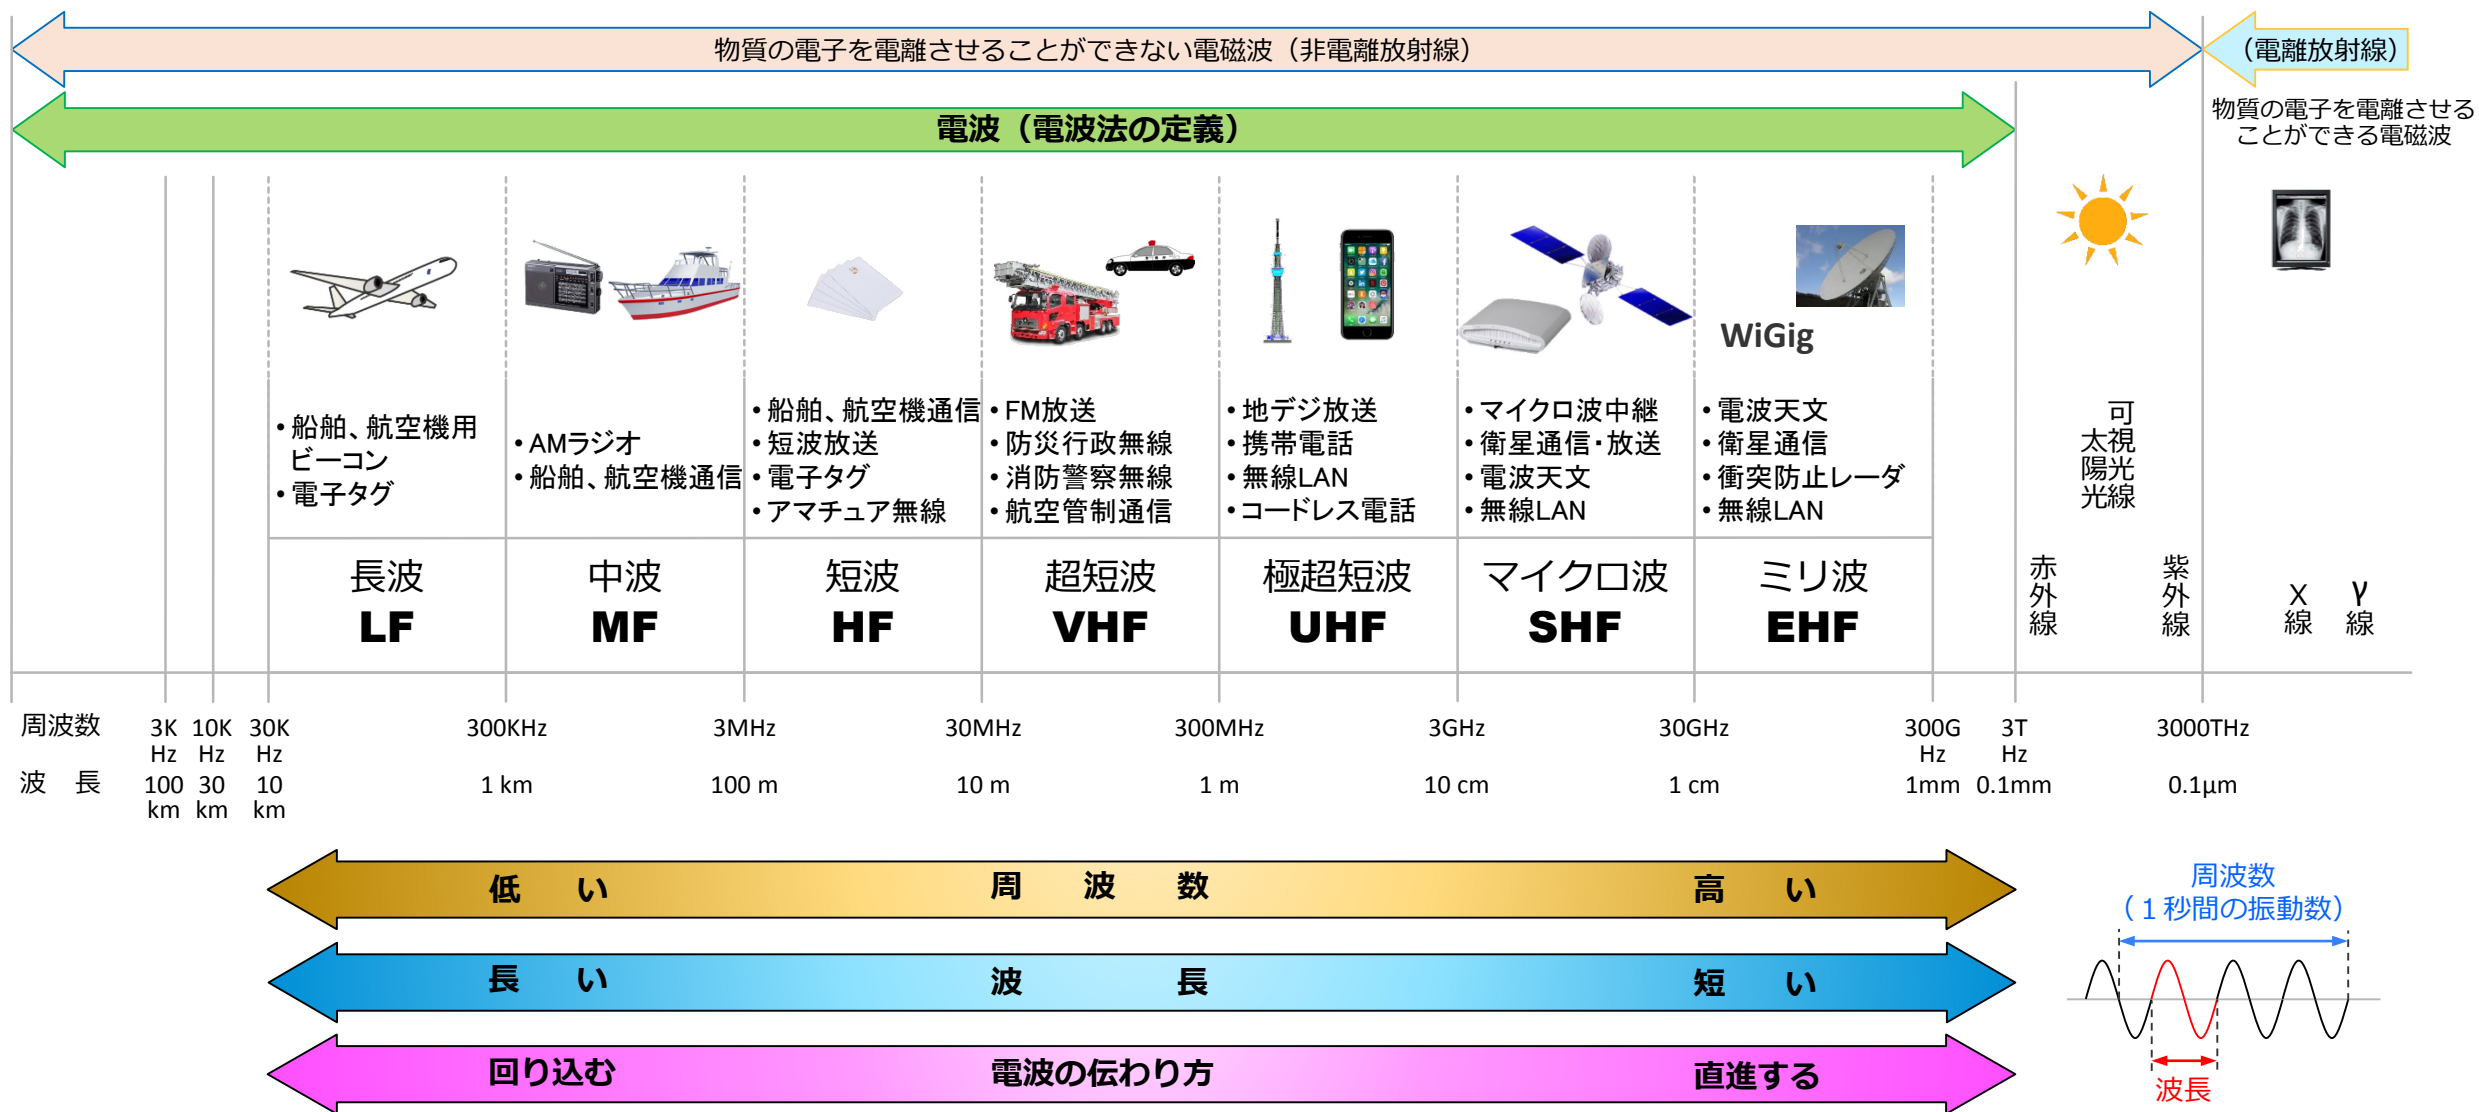 物質の電子を電離させることができない電磁波（非電離放射線）
（電離放射線）
電波（電波法の定義）
物質の電子を電離させる
ことができる電磁波
WiGig
• 船舶、航空機用
ビーコン
• 電子タグ
• AMラジオ
• 船舶、航空機通信
• 船舶、航空機通信
• 短波放送
• 電子タグ
• アマチュア無線
• FM放送
• 防災行政無線
• 消防警察無線
• 航空管制通信
• 地デジ放送
• 携帯電話
• 無線LAN
• コードレス電話
• マイクロ波中継
• 衛星通信・放送
• 電波天文
• 無線LAN
• 電波天文
• 衛星通信
• 衝突防止レーダ
• 無線LAN
可視光線
太陽光
長波
LF
中波
MF
短波
HF
超短波
VHF
極超短波
UHF
マイクロ波
SHF
ミリ波
EHF
赤外線
紫外線
X線
γ線
周波数
3K
Hz
10K
Hz
30K
Hz
300KHz
3MHz
30MHz
300MHz
3GHz
30GHz
300G
Hz
3T
Hz
3000THz
波　長
100
km
30
km
10
km
1 km
100 m
10 m
1 m
10 cm
1 cm
1mm
0.1mm
0.1μm
低　い　周　波　数　高　い
長　い　波　長　短　い
回り込む　電波の伝わり方　直進する
周波数
（１秒間の振動数）
波長